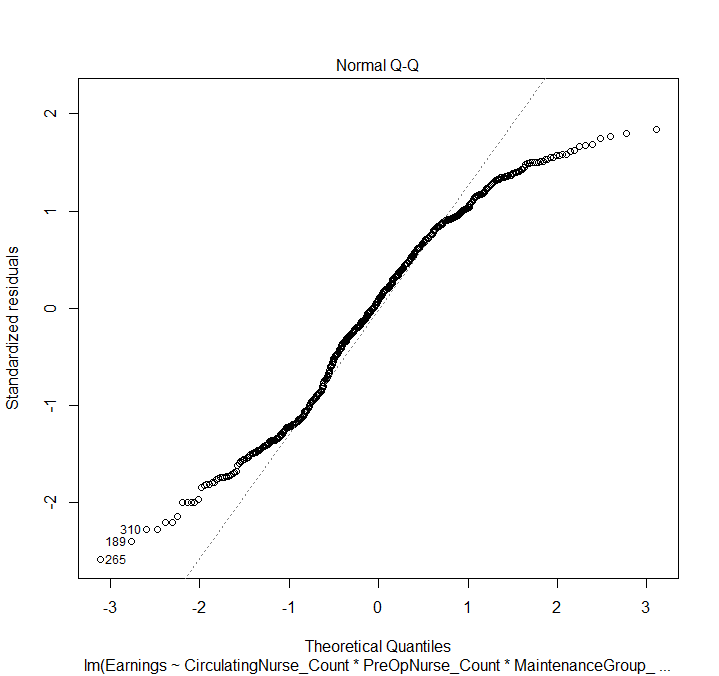 Normal Q-Q
2
1
0
-1
-2
Standardized residuals
310
189
265
-3 -2 -1 0 1 2 3
Theoretical Quantiles
lm(Earnings ~ CirculatingNurse_Count * PreOpNurse_Count * MaintenanceGroup_ ...